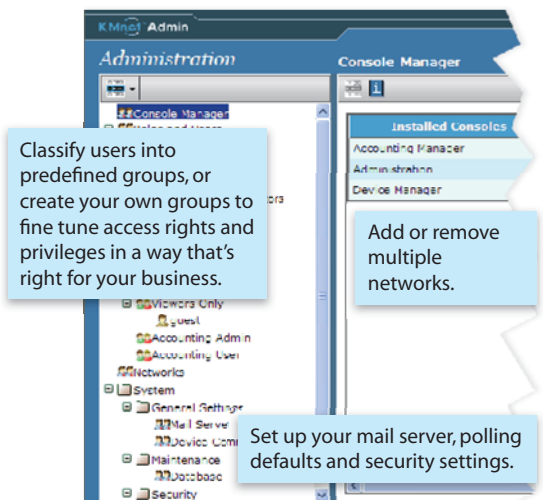 KMnet Admin
Administration
Console Manager
Console Manager
Installed Consoles
Accounting Manager
Administration
Device Manager
Classify users into
predefined groups, or
create your own groups to
fine tune access rights and
privileges in a way that's
right for your business.
Add or remove
multiple
networks.
Viewers Only
guest
Accounting Admin
Accounting User
Networks
System
General Settings
Mail Server
Device
Maintenance
Database
Security
Set up your mail server, polling
defaults and security settings.